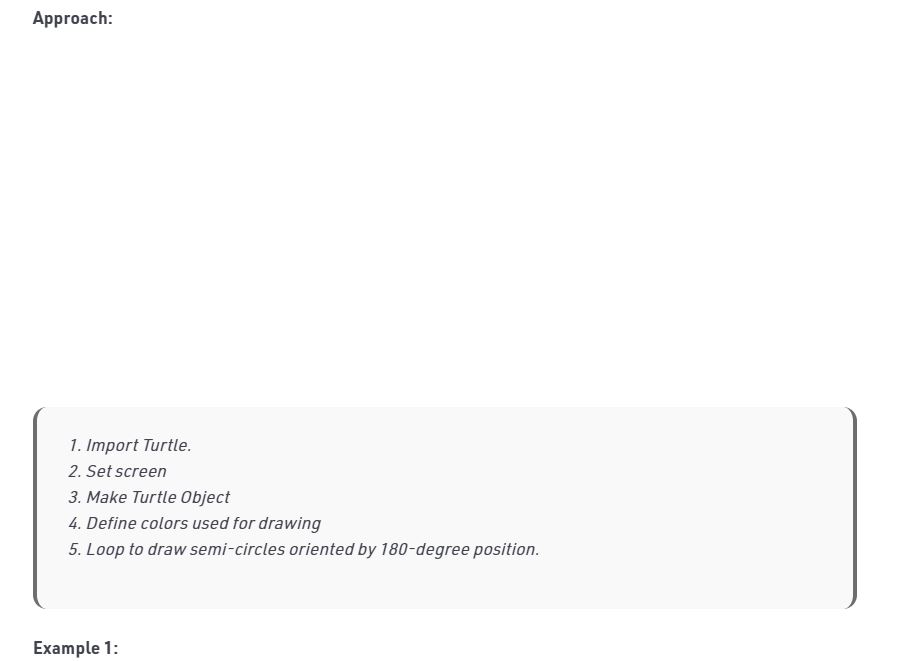 Approach:
1. Import Turtle.
2. Set screen
3. Make Turtle Object
4. Define colors used for drawing
5. Loop to draw semi-circles oriented by 180-degree position.
Example 1: